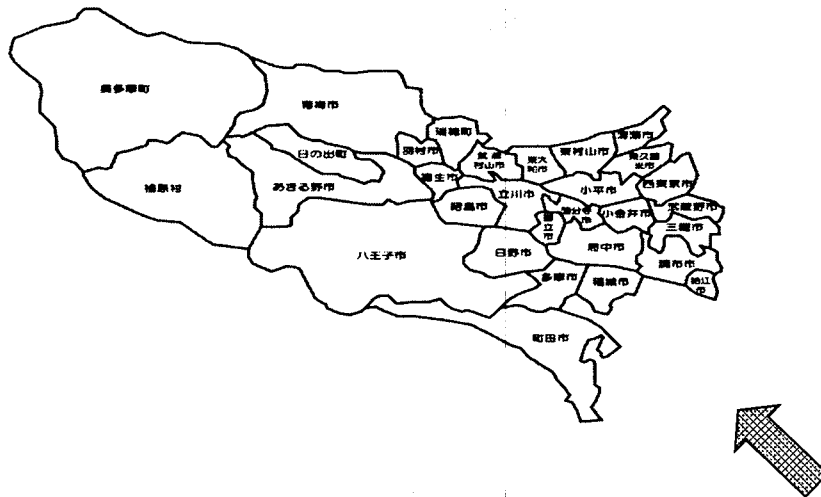 奥多摩町
青梅市
瑞穂町
日の出町
羽村市
武蔵
村山市
東大
和市
東村山市
清瀬市
東久留
米市
檜原村
あきる野市
福生市
立川市
小平市
西東京市
昭島市
国立
市
国分寺
市
小金井市
武蔵野市
三鷹市
八王子市
日野市
府中市
調布市
多摩市
稲城市
狛江
市
町田市